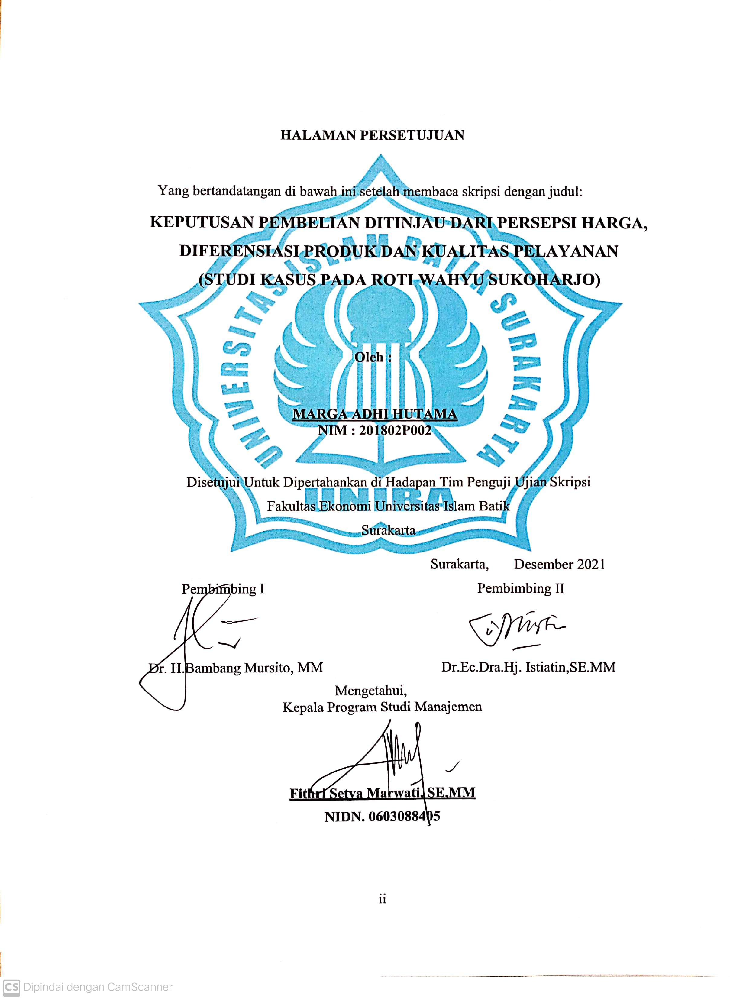 HALAMAN PERSETUJUAN
Yang bertandatangan di bawah ini setelah membaca skripsi dengan judul:
KEPUTUSAN PEMBELIAN DITINJAU DARI PERSEPSI HARGA,
DIFERENSIASI PRODUK DAN KUALITAS PELAYANAN
(STUDI KASUS PADA ROTI WAHYU SUKOHARJO)
UNIVERSITAS ISLAM BATIK SURAKARTA
Oleh :
MARGA ADHI HUTAMA
NIM : 201802P002
Disetujui Untuk Dipertahankan di Hadapan Tim Penguji Ujian Skripsi
UNIBA
Fakultas Ekonomi Universitas Islam Batik
Surakarta
Surakarta, Desember 2021
Pembimbing I Pembimbing II
Dr. H.Bambang Mursito, MM Dr.Ec.Dra.Hj. Istiatin,SE.MM
Mengetahui,
Kepala Program Studi Manajemen
Fithri Setya Marwati, SE.MM
NIDN. 0603088405
ii
CS Dipindai dengan CamScanner